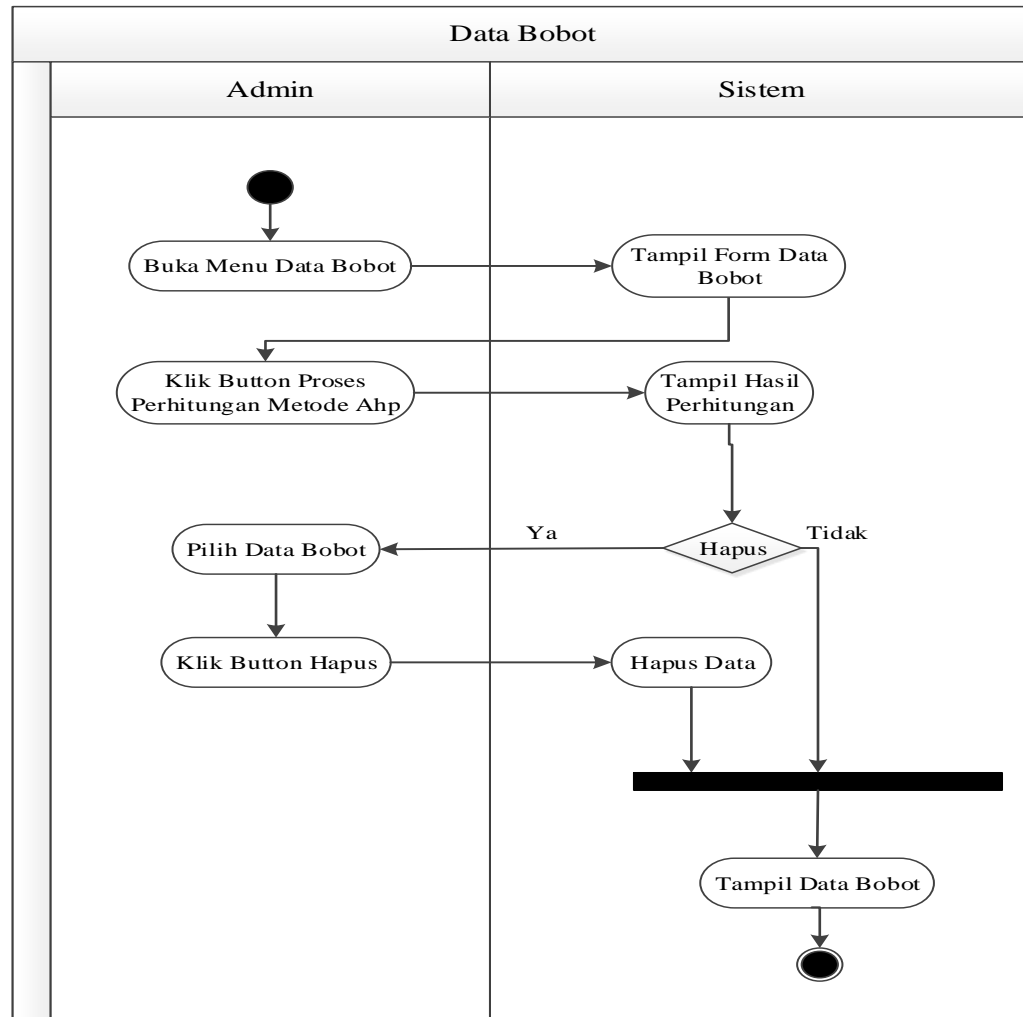 Data Bobot
Admin
Sistem
Buka Menu Data Bobot
Tampil Form Data
Bobot
Klik Button Proses
Perhitungan Metode Ahp
Tampil Hasil
Perhitungan
Ya
Tidak
Pilih Data Bobot
Hapus
Klik Button Hapus
Hapus Data
Tampil Data Bobot